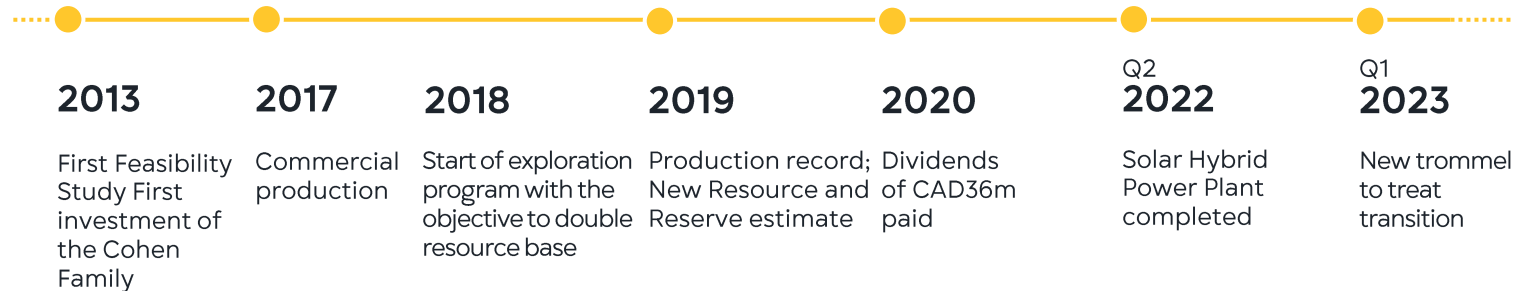 2013
First Feasibility
Study First
investment of
the Cohen
Family
2017
Commercial
production
2018
Start of exploration
program with the
objective to double
resource base
2019
Production record;
New Resource and
Reserve estimate
2020
Dividends
of CAD36m
paid
Q2
2022
Solar Hybrid
Power Plant
completed
Q1
2023
New trommel
to treat
transition